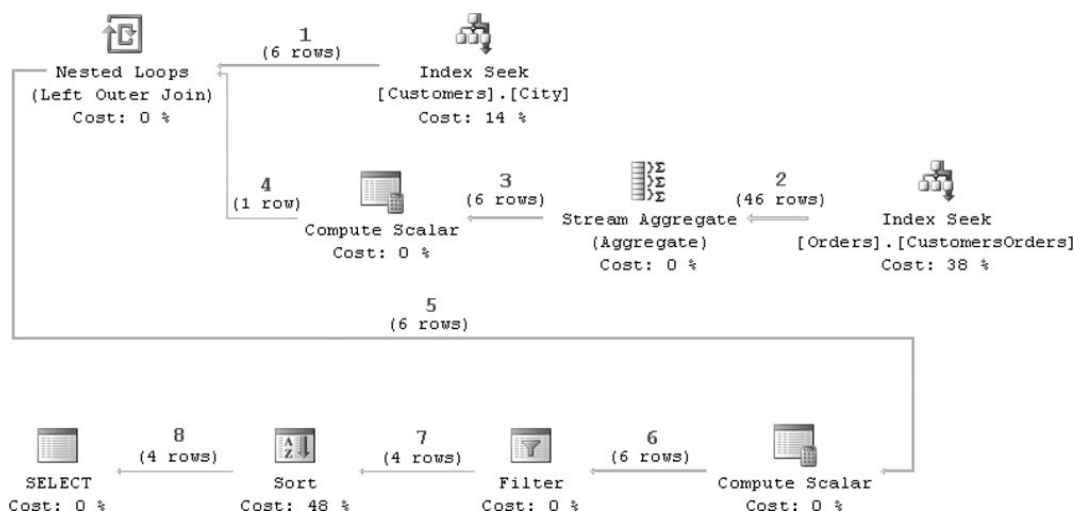 1
(6 rows)
Nested Loops
(Left Outer Join)
Cost: 0 %
Index Seek
[Customers].[City]
Cost: 14 %
4
(1 row)
Compute Scalar
Cost: 0 %
3
(6 rows)
Σ
Σ
Σ
Stream Aggregate
(Aggregate)
Cost: 0 %
2
(46 rows)
Index Seek
[Orders].[CustomersOrders]
Cost: 38 %
5
(6 rows)
8
(4 rows)
SELECT
Cost: 0 %
A
Z
Sort
Cost: 48 %
7
(4 rows)
Filter
Cost: 0 %
6
(6 rows)
Compute Scalar
Cost: 0 %